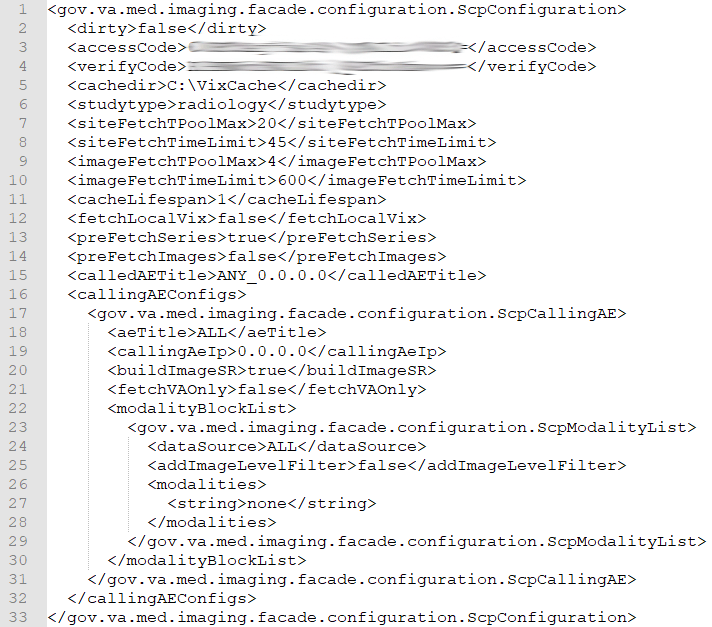 1 <gov.va.med.imaging.facade.configuration.ScpConfiguration>
2 <dirty>false</dirty>
3 <accessCode>=</accessCode>
4 <verifyCode>=</verifyCode>
5 <cachedir>C:\VixCache</cachedir>
6 <studytype>radiology</studytype>
7 <siteFetchTPoolMax>20</siteFetchTPoolMax>
8 <siteFetchTimeLimit>45</siteFetchTimeLimit>
9 <imageFetchTPoolMax>4</imageFetchTPoolMax>
10 <imageFetchTimeLimit>600</imageFetchTimeLimit>
11 <cacheLifespan>1</cacheLifespan>
12 <fetchLocalVix>false</fetchLocalVix>
13 <preFetchSeries>true</preFetchSeries>
14 <preFetchImages>false</preFetchImages>
15 <calledAETitle>ANY_0.0.0.0</calledAETitle>
16 <callingAEConfigs>
17 <gov.va.med.imaging.facade.configuration.ScpCallingAE>
18 <aeTitle>ALL</aeTitle>
19 <callingAeIp>0.0.0.0</callingAeIp>
20 <buildImageSR>true</buildImageSR>
21 <fetchVAOnly>false</fetchVAOnly>
22 <modalityBlockList>
23 <gov.va.med.imaging.facade.configuration.ScpModalityList>
24 <dataSource>ALL</dataSource>
25 <addImageLevelFilter>false</addImageLevelFilter>
26 <modalities>
27 <string>none</string>
28 </modalities>
29 </gov.va.med.imaging.facade.configuration.ScpModalityList>
30 </modalityBlockList>
31 </gov.va.med.imaging.facade.configuration.ScpCallingAE>
32 </callingAEConfigs>
33 </gov.va.med.imaging.facade.configuration.ScpConfiguration>